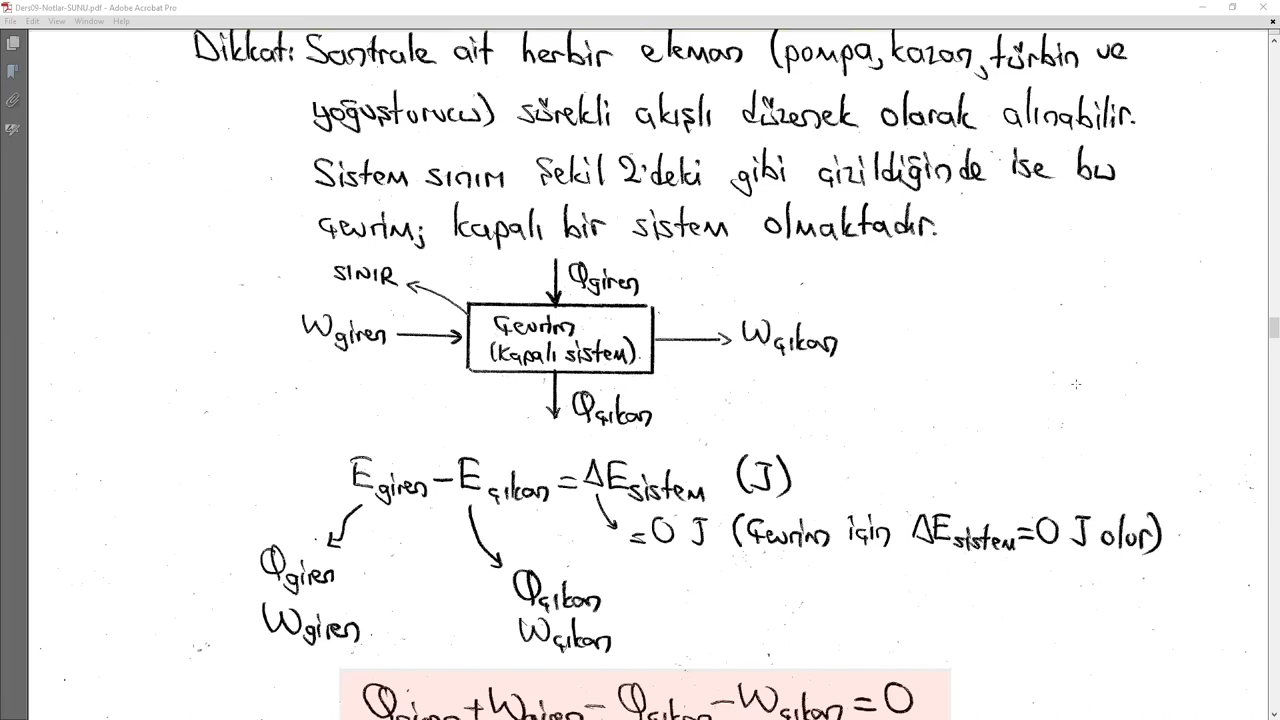 Ders09-Notlar-SUNU.pdf - Adobe Acrobat Pro
File Edit View Window Help
Dikkat: Santrale ait herbir ekman (pompa, kazan, türbin ve
yoğuşturucu) sürekli akışlı düzenek olarak alınabilir.
Sistem sınırı Şekil 2'deki gibi çizildiğinde ise bu
çevrim; kapalı bir sistem olmaktadır.
SINIR
Qgiren
Wgiren
Çevrim
(kapalı sistem)
Wçıkan
Qçıkan
Egiren - Eçıkan = ΔEsistem (J)
= 0 J (Çevrim için ΔEsistem = 0 J olur)
Qgiren
Wgiren
Qçıkan
Wçıkan
Qgiren + Wgiren - Qçıkan - Wçıkan = 0